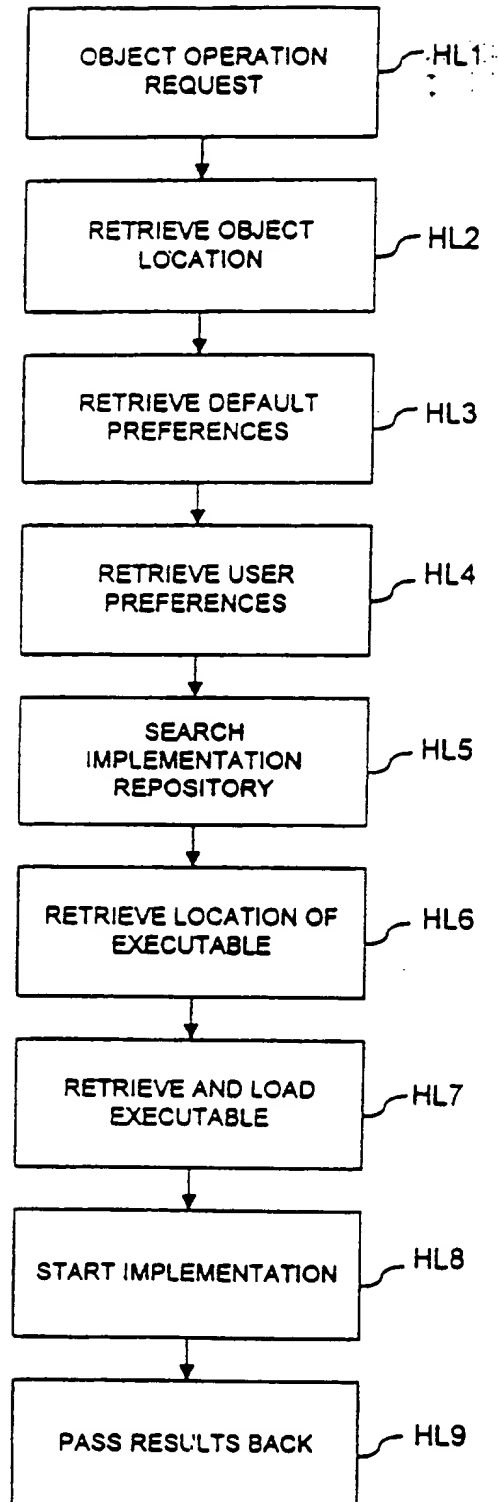 OBJECT OPERATION
REQUEST
HL1
RETRIEVE OBJECT
LOCATION
HL2
RETRIEVE DEFAULT
PREFERENCES
HL3
RETRIEVE USER
PREFERENCES
HL4
SEARCH
IMPLEMENTATION
REPOSITORY
HL5
RETRIEVE LOCATION OF
EXECUTABLE
HL6
RETRIEVE AND LOAD
EXECUTABLE
HL7
START IMPLEMENTATION
HL8
PASS RESULTS BACK
HL9